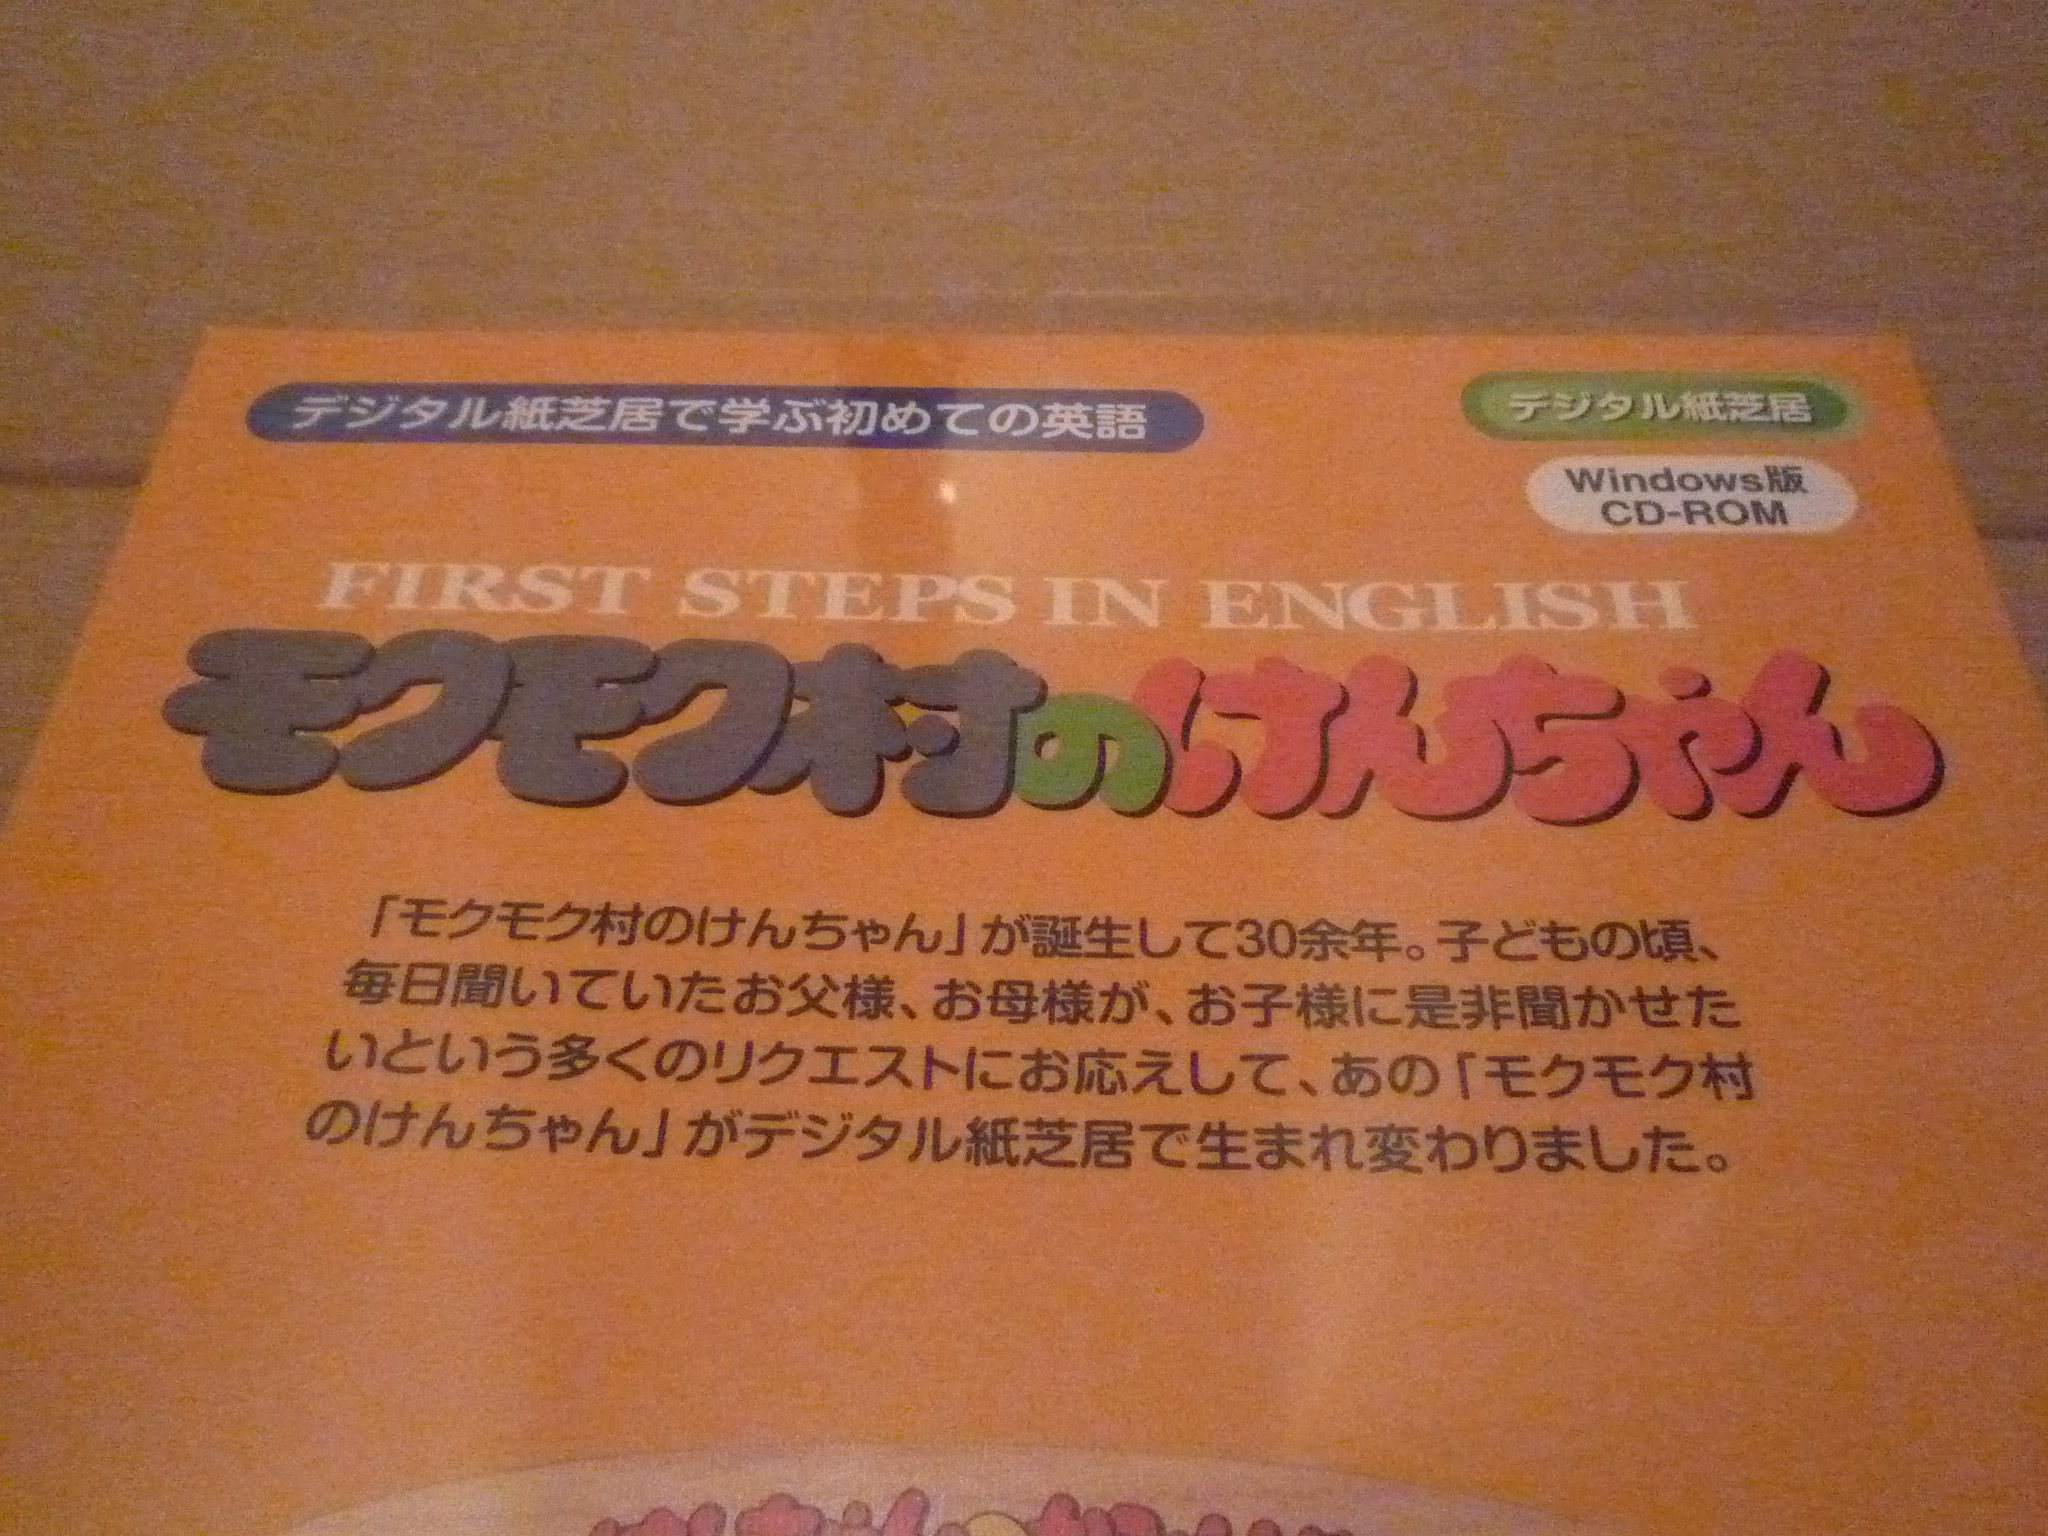 デジタル紙芝居で学ぶ初めての英語
デジタル紙芝居
Windows版
CD-ROM
FIRST STEPS IN ENGLISH
モクモク村のけんちゃん
「モクモク村のけんちゃん」が誕生して30余年。子どもの頃、
毎日聞いていたお父様、お母様が、お子様に是非聞かせた
いという多くのリクエストにお応えして、あの「モクモク村
のけんちゃん」がデジタル紙芝居で生まれ変わりました。